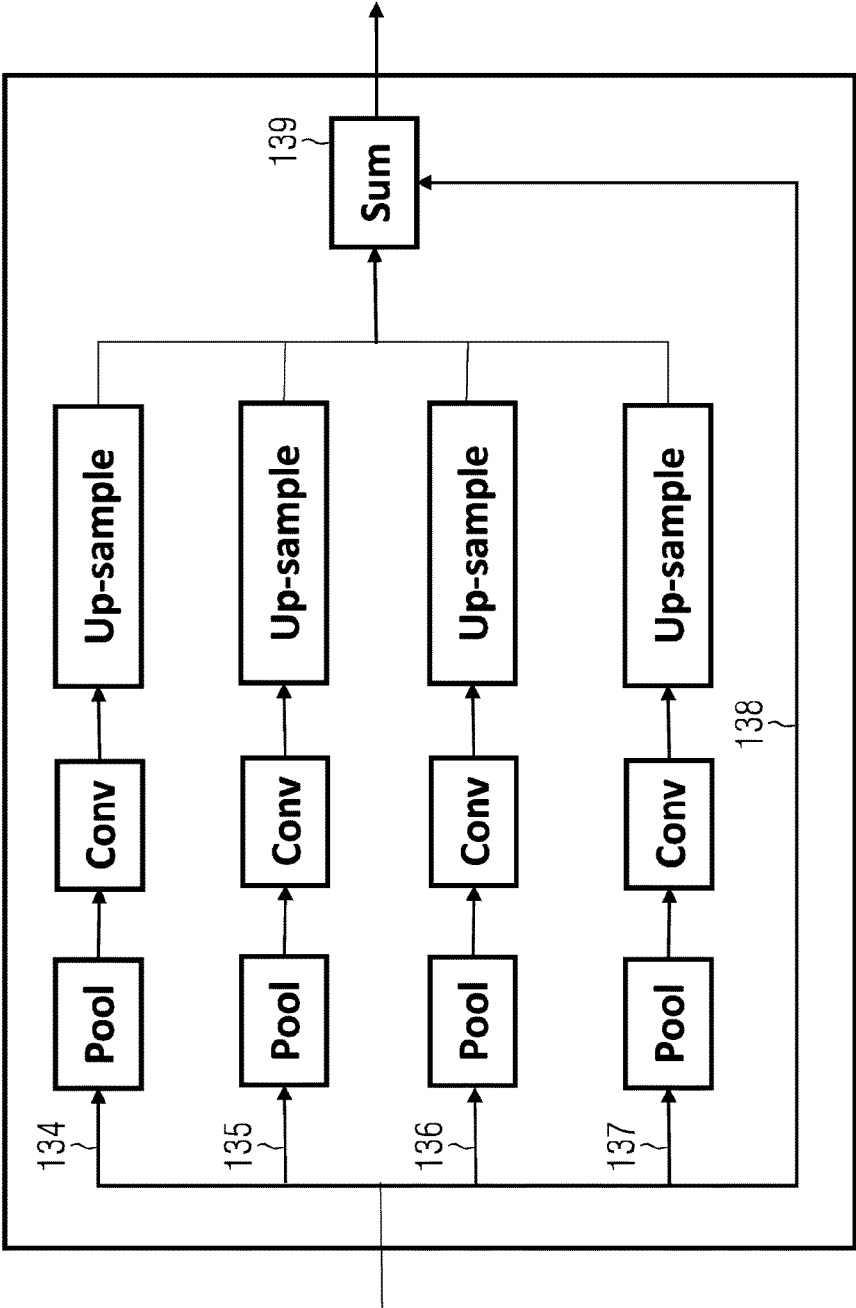 134
Pool
Conv
Up-sample
135
Pool
Conv
Up-sample
136
Pool
Conv
Up-sample
137
Pool
Conv
Up-sample
138
139
Sum